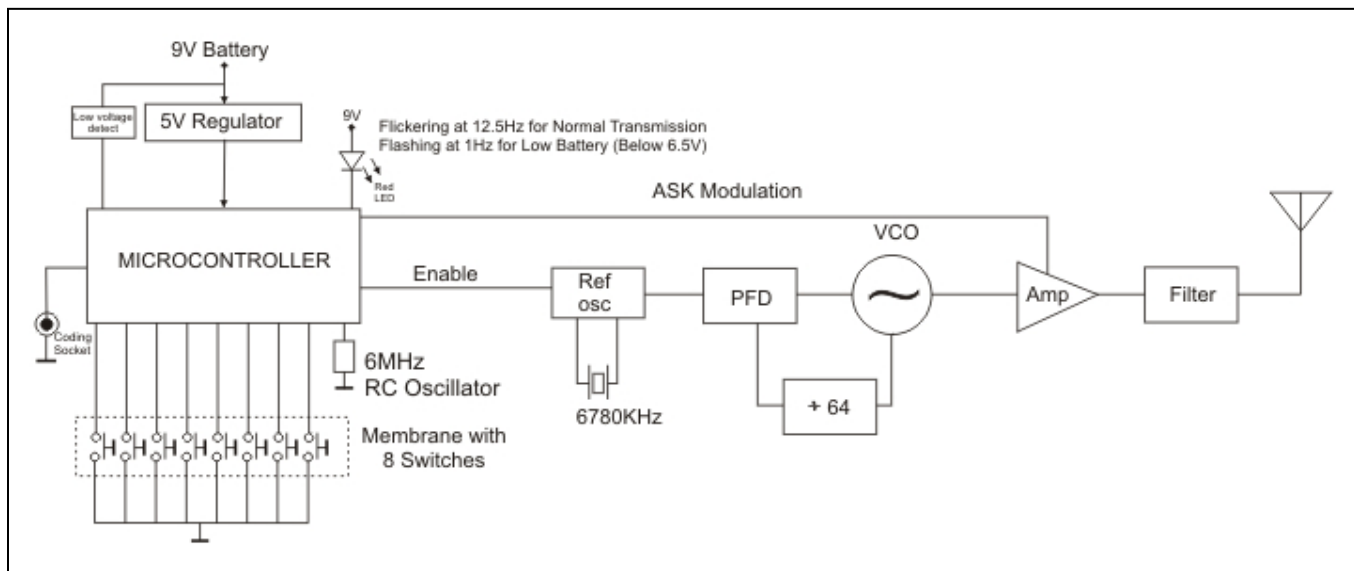 9V Battery
Low voltage
detect
5V Regulator
9V
Flickering at 12.5Hz for Normal Transmission
Flashing at 1Hz for Low Battery (Below 6.5V)
Red
LED
ASK Modulation
MICROCONTROLLER
VCO
Enable
Ref
osc
PFD
Amp
Filter
Coding
Socket
6MHz
RC Oscillator
6780KHz
÷ 64
Membrane with
8 Switches